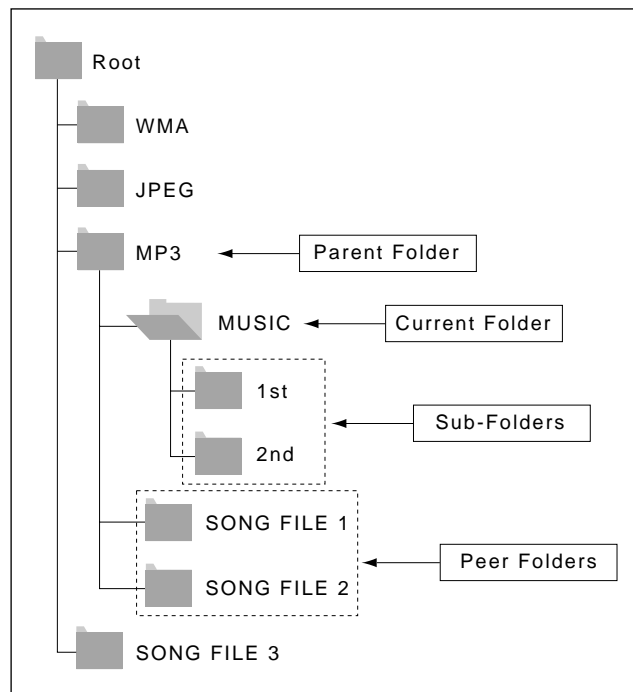 Root
WMA
JPEG
MP3
Parent Folder
MUSIC
Current Folder
1st
Sub-Folders
2nd
SONG FILE 1
Peer Folders
SONG FILE 2
SONG FILE 3